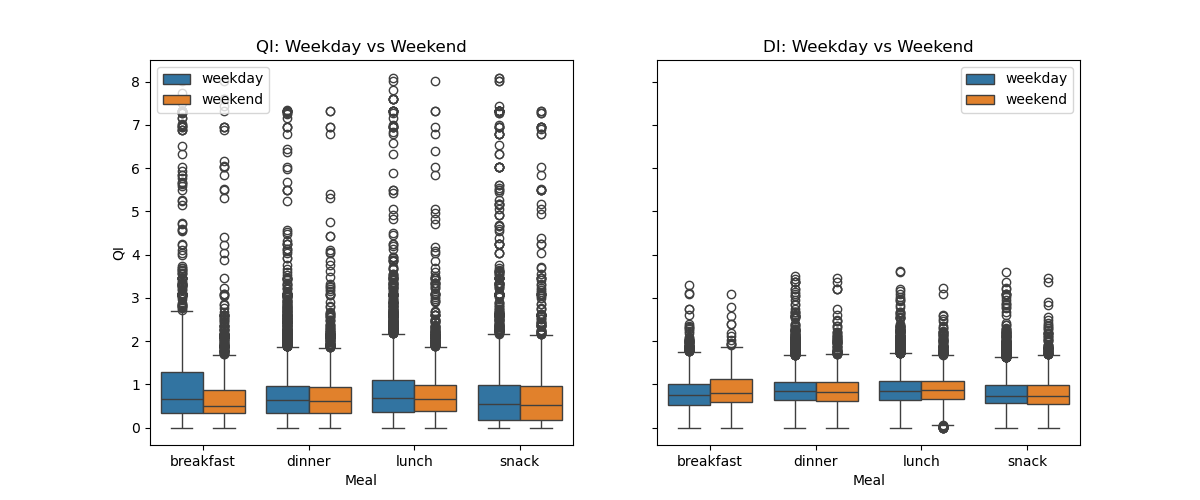 QI: Weekday vs Weekend
weekday
weekend
QI
8
7
6
5
4
3
2
1
0
breakfast dinner lunch snack
Meal
DI: Weekday vs Weekend
weekday
weekend
breakfast dinner lunch snack
Meal